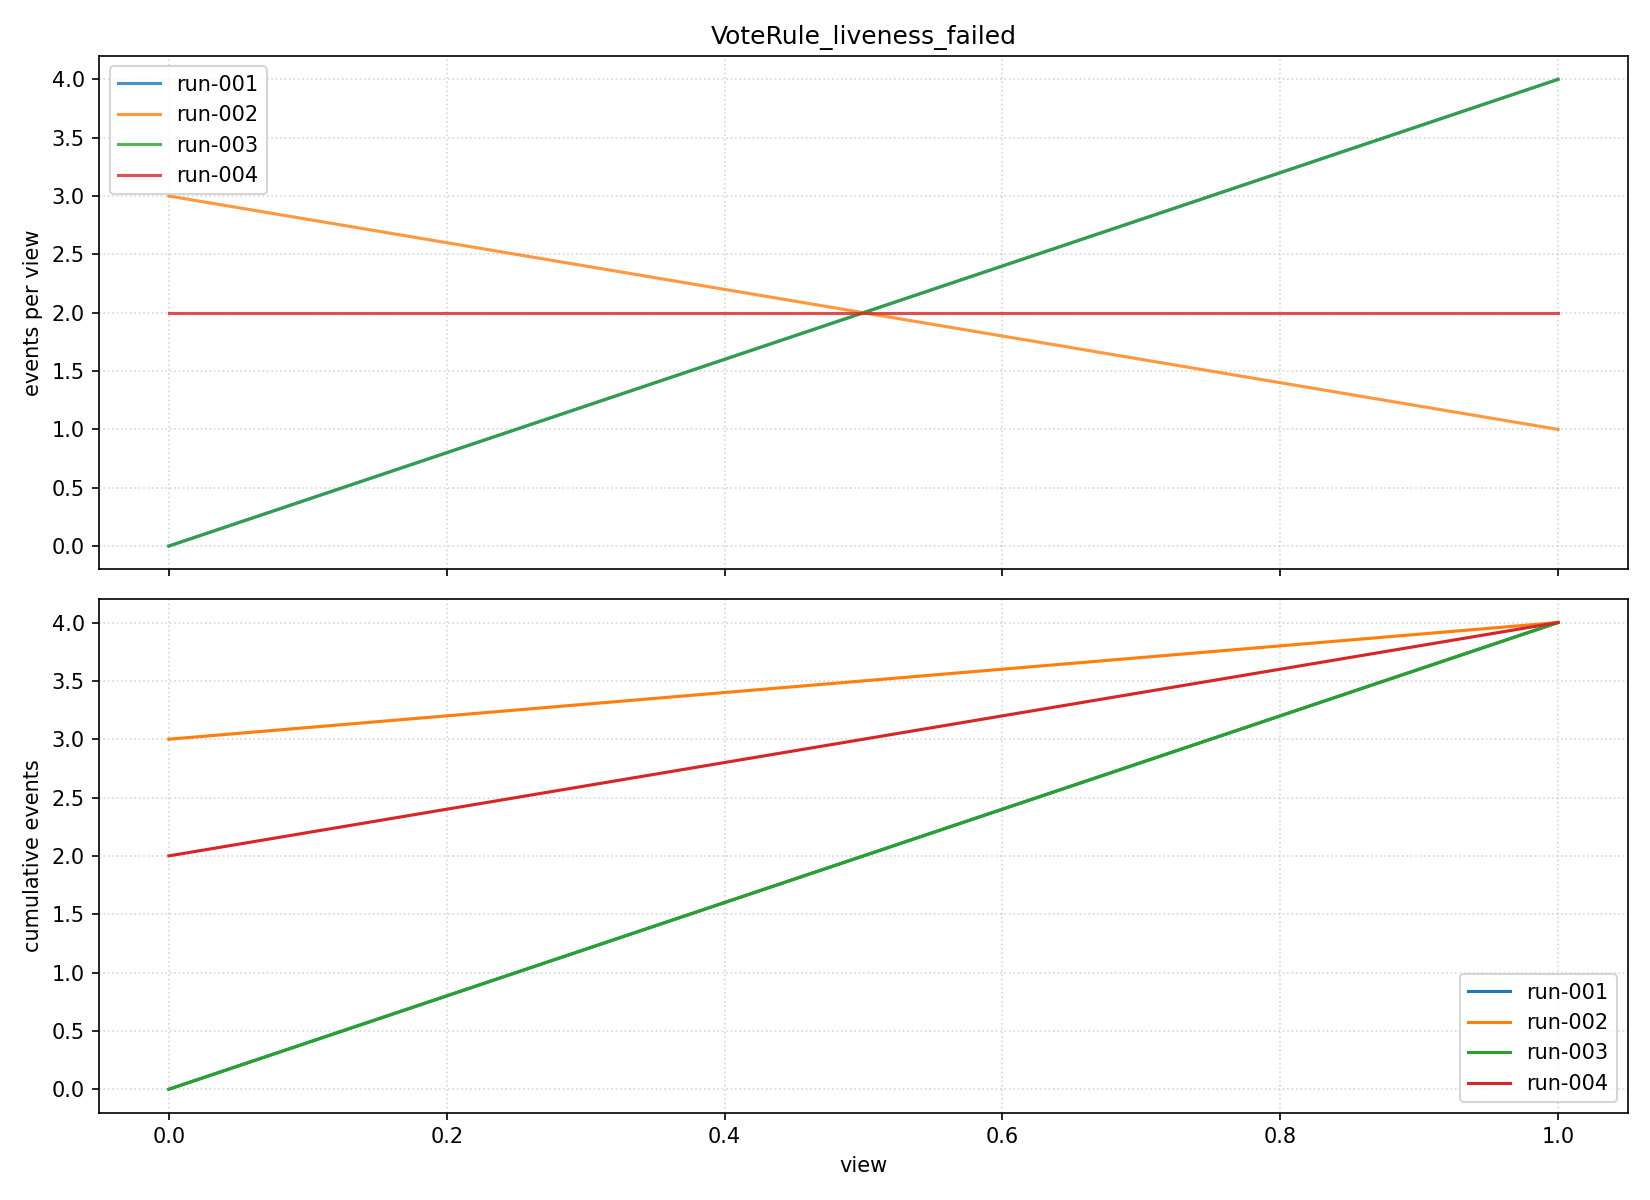 VoteRule_liveness_failed
events per view
4.0
3.5
3.0
2.5
2.0
1.5
1.0
0.5
0.0
run-001
run-002
run-003
run-004
cumulative events
4.0
3.5
3.0
2.5
2.0
1.5
1.0
0.5
0.0
run-001
run-002
run-003
run-004
0.0 0.2 0.4 0.6 0.8 1.0
view